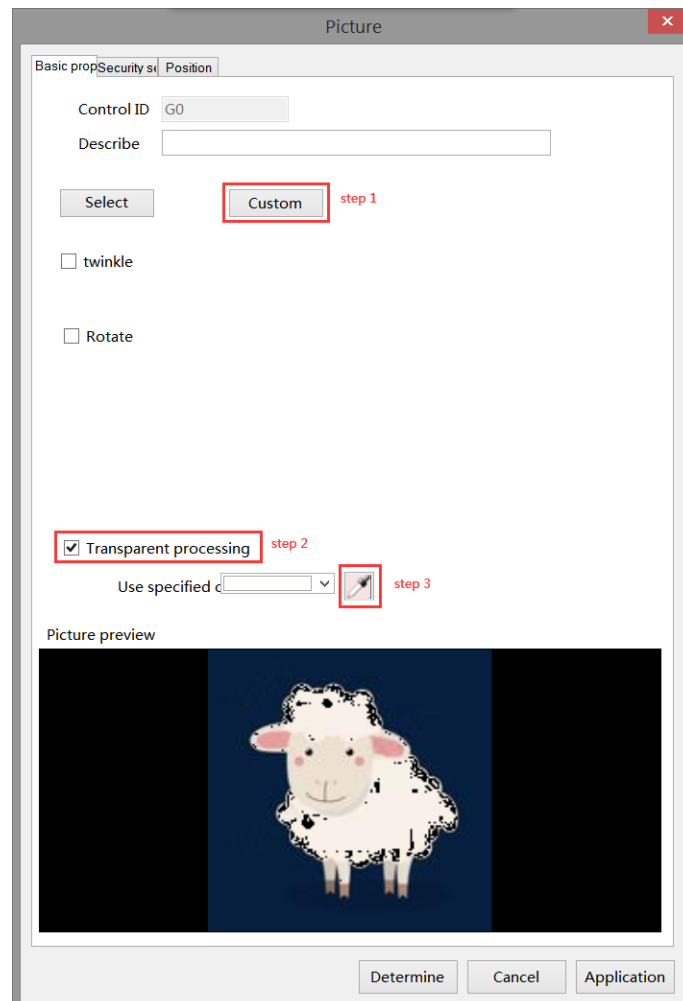 Picture
Basic prop Security se Position
Control ID G0
Describe
Select Custom step 1
twinkle
Rotate
Transparent processing step 2
Use specified c step 3
Picture preview
Determine Cancel Application